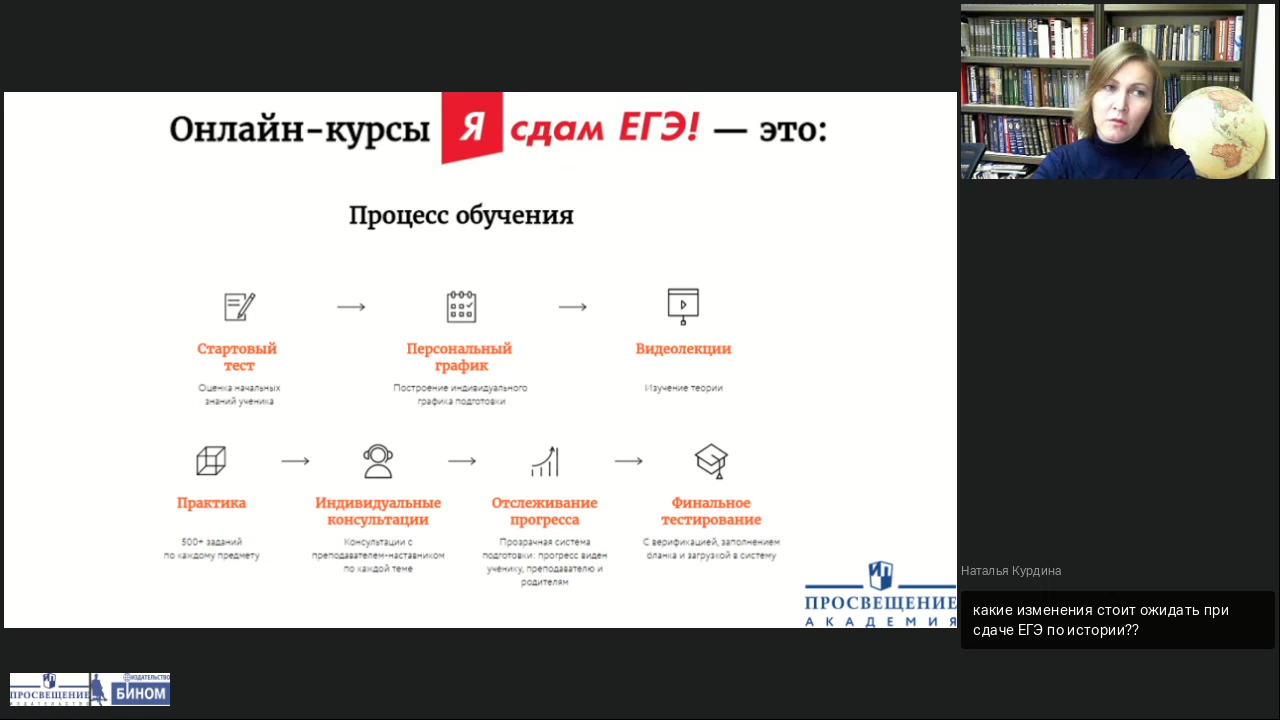 Онлайн-курсы Я сдам ЕГЭ! — это:
Процесс обучения
Стартовый
тест
Оценка начальных
знаний ученика
Персональный
график
Построение индивидуального
графика подготовки
Видеолекции
Изучение теории
Практика
500+ заданий
по каждому предмету
Индивидуальные
консультации
Консультации с
преподавателем-наставником
по каждой теме
Отслеживание
прогресса
Прозрачная система
подготовки: прогресс виден
ученику, преподавателю и
родителям
Финальное
тестирование
С верификацией, заполнением
бланка и загрузкой в систему
ПРОСВЕЩЕНИЕ
АКАДЕМИЯ
Наталья Курдина
какие изменения стоит ожидать при
сдаче ЕГЭ по истории??
ПРОСВЕЩЕНИЕ
ИЗДАТЕЛЬСТВО
ИЗДАТЕЛЬСТВО
БИНОМ